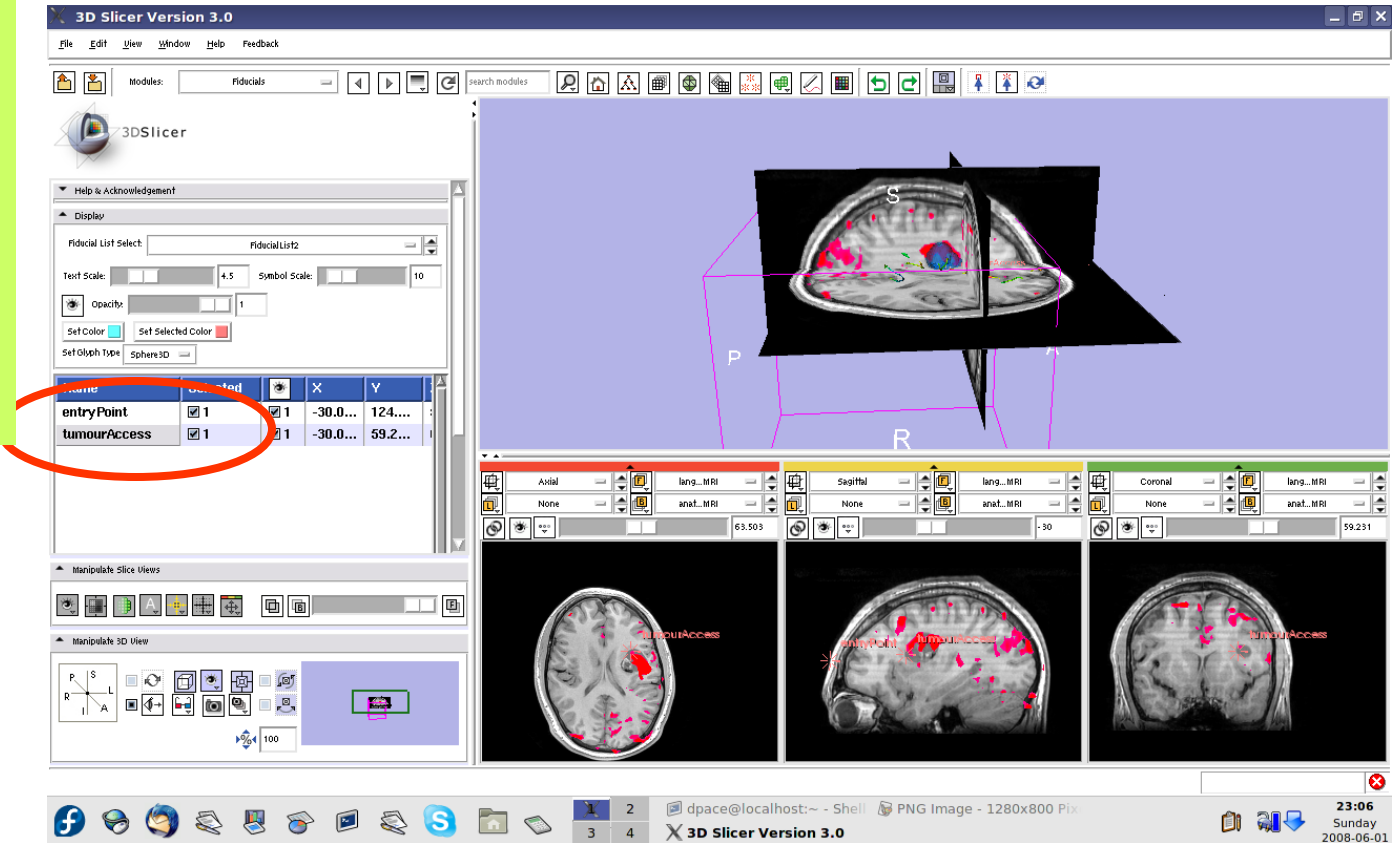 3D Slicer Version 3.0
File Edit View Window Help Feedback
Modules: Fiducials search modules
3DSlicer
Help & Acknowledgement
Display
Fiducial List Select: FiducialList2
Text Scale: 4.5 Symbol Scale: 10
Opacity: 1
Set Color Set Selected Color
Set Glyph Type Sphere3D
Name Selected X Y
entryPoint 1 1 -30.0... 124....
tumourAccess 1 1 -30.0... 59.2...
Manipulate Slice Views
Manipulate 3D View
P S
R L
I A
% 100
S
P
A
R
Axial F lang...MRI
L None B anat...MRI
63.503
tumourAccess
Sagittal F lang...MRI
L None B anat...MRI
-30
entryPoint tumourAccess
Coronal F lang...MRI
L None B anat...MRI
59.231
tumourAccess
1 2
3 4
dpace@localhost:~ - Shell
PNG Image - 1280x800 Pix
3D Slicer Version 3.0
23:06
Sunday
2008-06-01